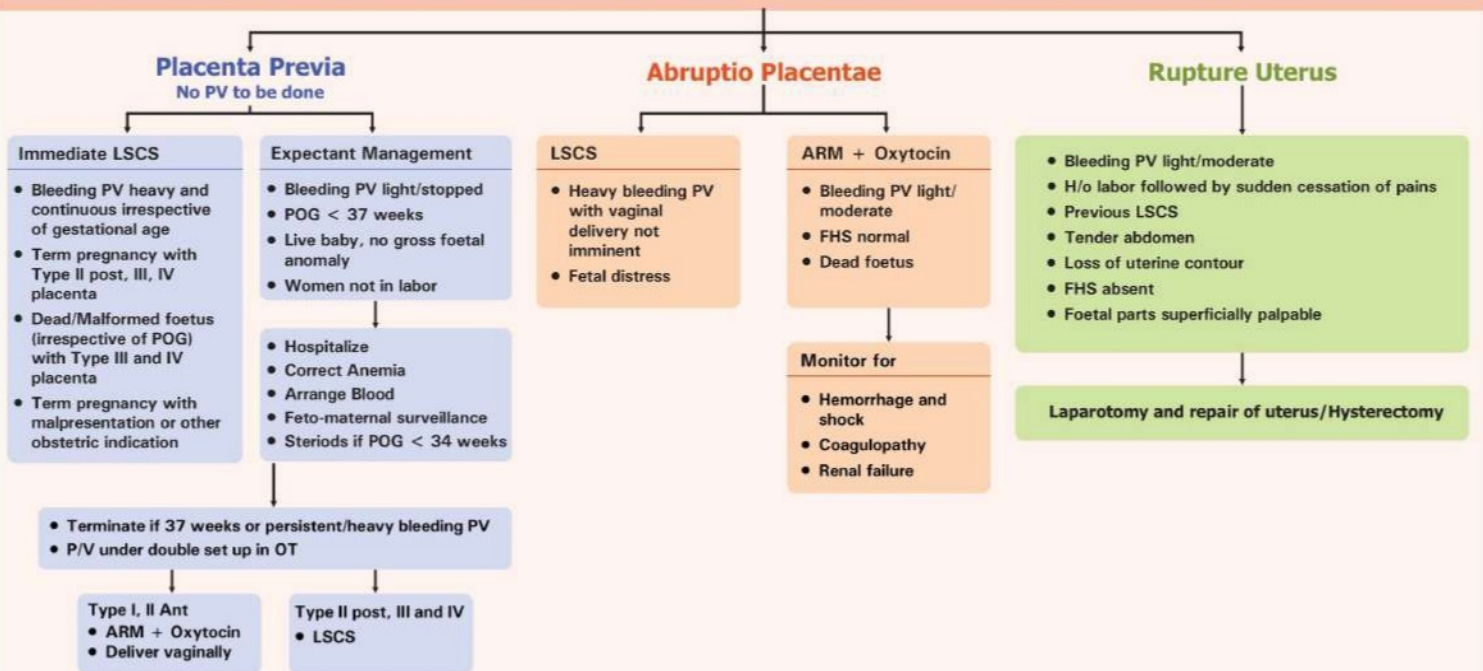 Placenta Previa
No PV to be done
Immediate LSCS
• Bleeding PV heavy and
continuous irrespective
of gestational age
• Term pregnancy with
Type II post, III, IV
placenta
• Dead/Malformed foetus
(irrespective of POG)
with Type III and IV
placenta
• Term pregnancy with
malpresentation or other
obstetric indication
Expectant Management
• Bleeding PV light/stopped
• POG < 37 weeks
• Live baby, no gross foetal
anomaly
• Women not in labor
• Hospitalize
• Correct Anemia
• Arrange Blood
• Feto-maternal surveillance
• Steriods if POG < 34 weeks
• Terminate if 37 weeks or persistent/heavy bleeding PV
• P/V under double set up in OT
Type I, II Ant
• ARM + Oxytocin
• Deliver vaginally
Type II post, III and IV
• LSCS
Abruptio Placentae
LSCS
• Heavy bleeding PV
with vaginal
delivery not
imminent
• Fetal distress
ARM + Oxytocin
• Bleeding PV light/
moderate
• FHS normal
• Dead foetus
Monitor for
• Hemorrhage and
shock
• Coagulopathy
• Renal failure
Rupture Uterus
• Bleeding PV light/moderate
• H/o labor followed by sudden cessation of pains
• Previous LSCS
• Tender abdomen
• Loss of uterine contour
• FHS absent
• Foetal parts superficially palpable
Laparotomy and repair of uterus/Hysterectomy